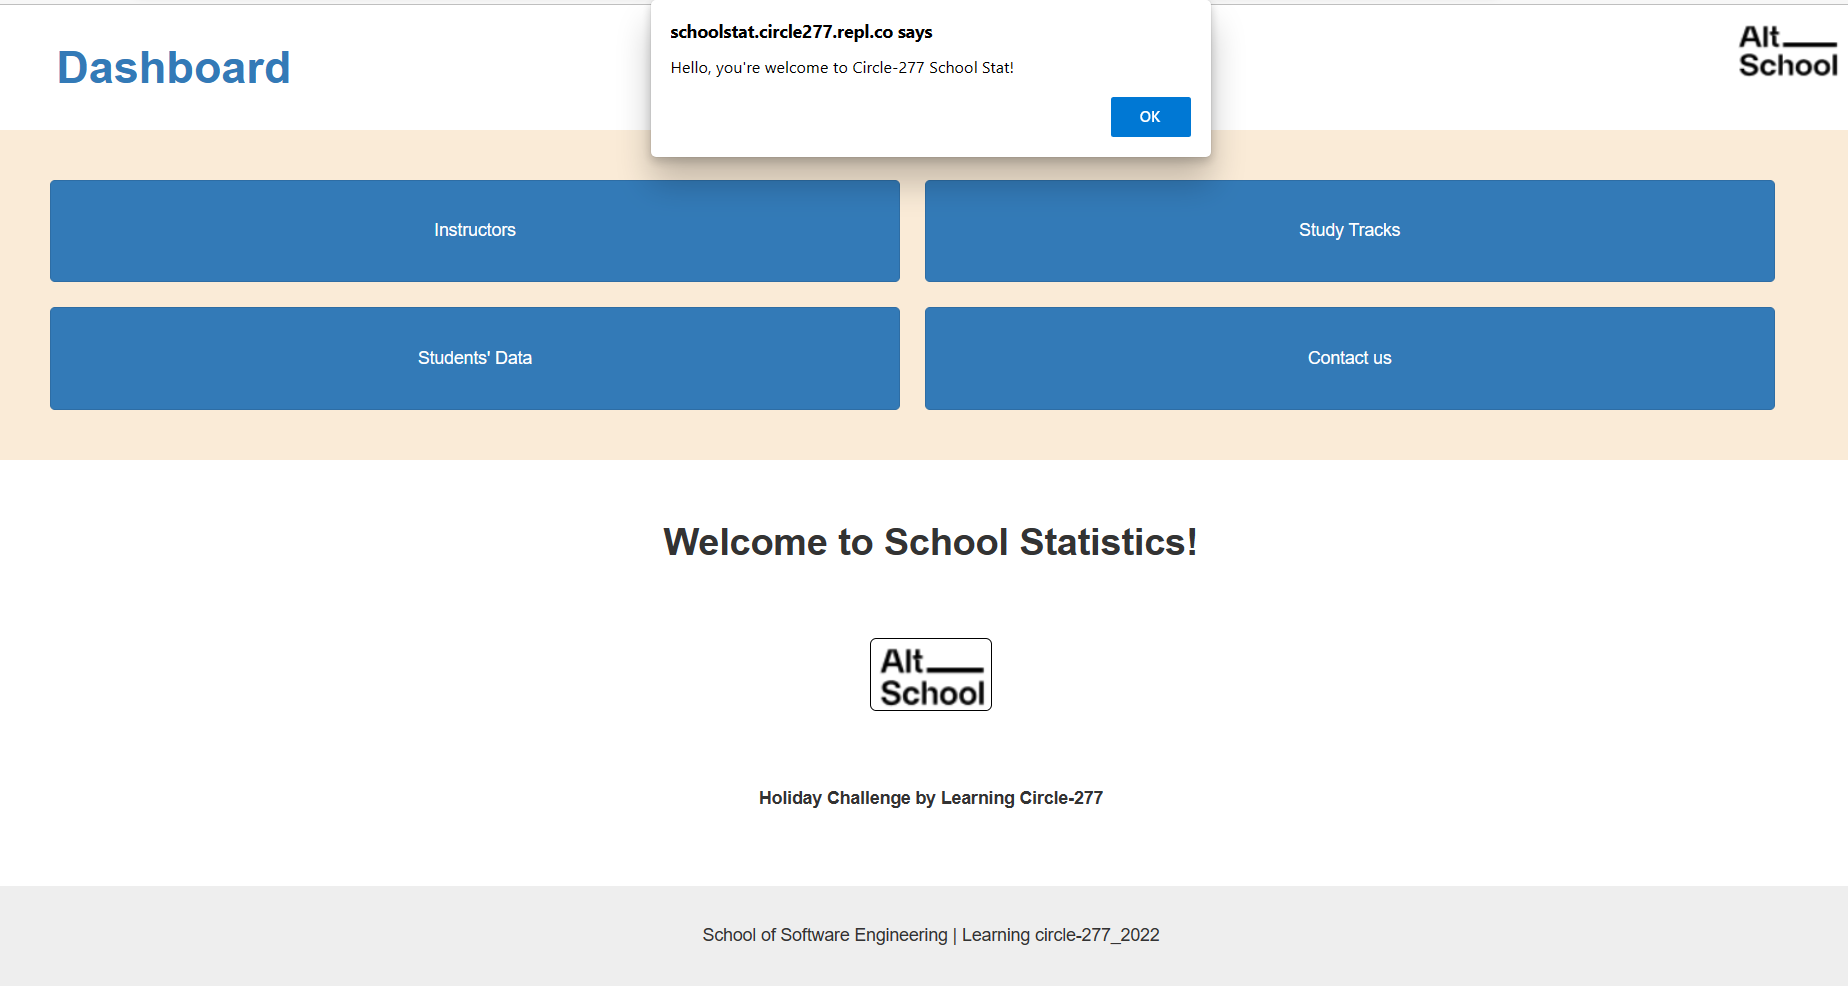 schoolstat.circle277.repl.co says
Hello, you're welcome to Circle-277 School Stat!
OK
Dashboard
Alt
School
Instructors
Study Tracks
Students' Data
Contact us
Welcome to School Statistics!
Alt
School
Holiday Challenge by Learning Circle-277
School of Software Engineering | Learning circle-277_2022